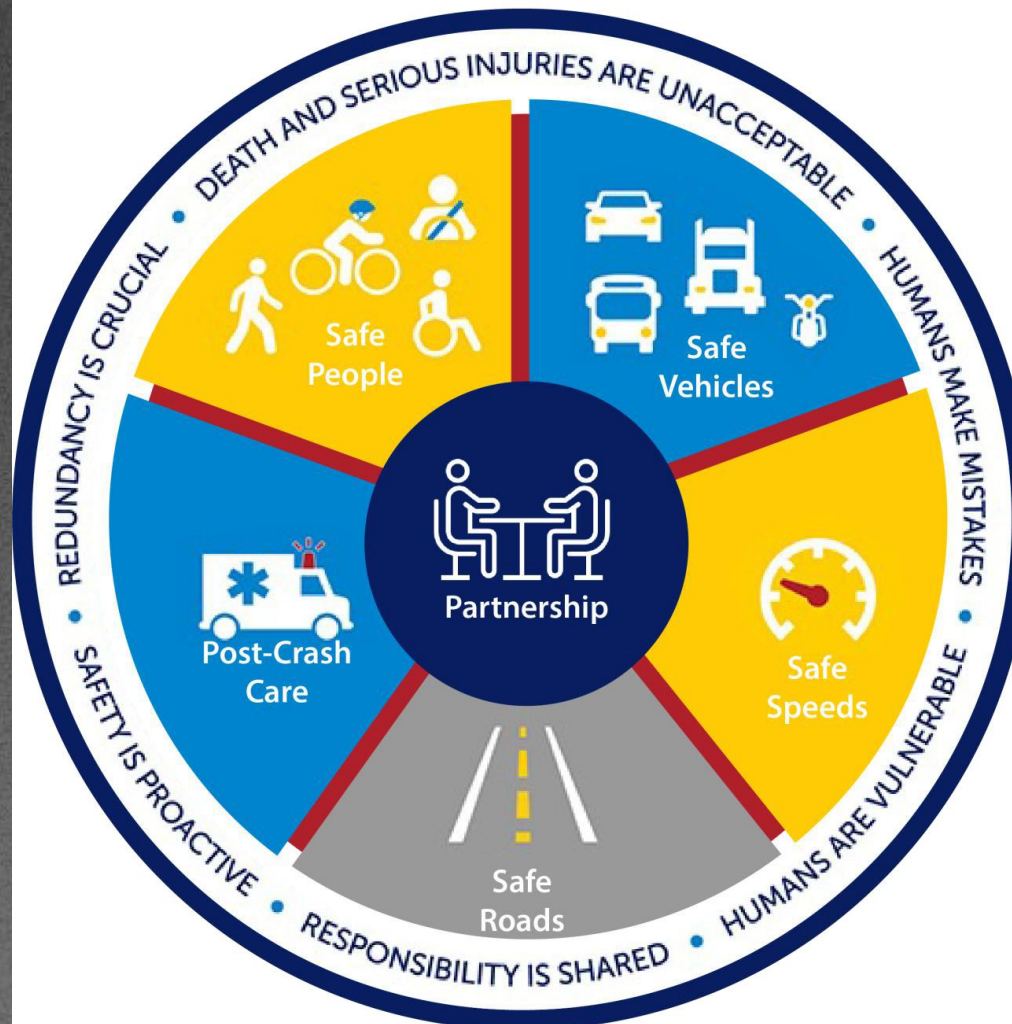 DEATH AND SERIOUS INJURIES ARE UNACCEPTABLE
HUMANS MAKE MISTAKES
HUMANS ARE VULNERABLE
RESPONSIBILITY IS SHARED
SAFETY IS PROACTIVE
REDUNDANCY IS CRUCIAL
Safe
People
Safe
Vehicles
Safe
Speeds
Safe
Roads
Post-Crash
Care
Partnership